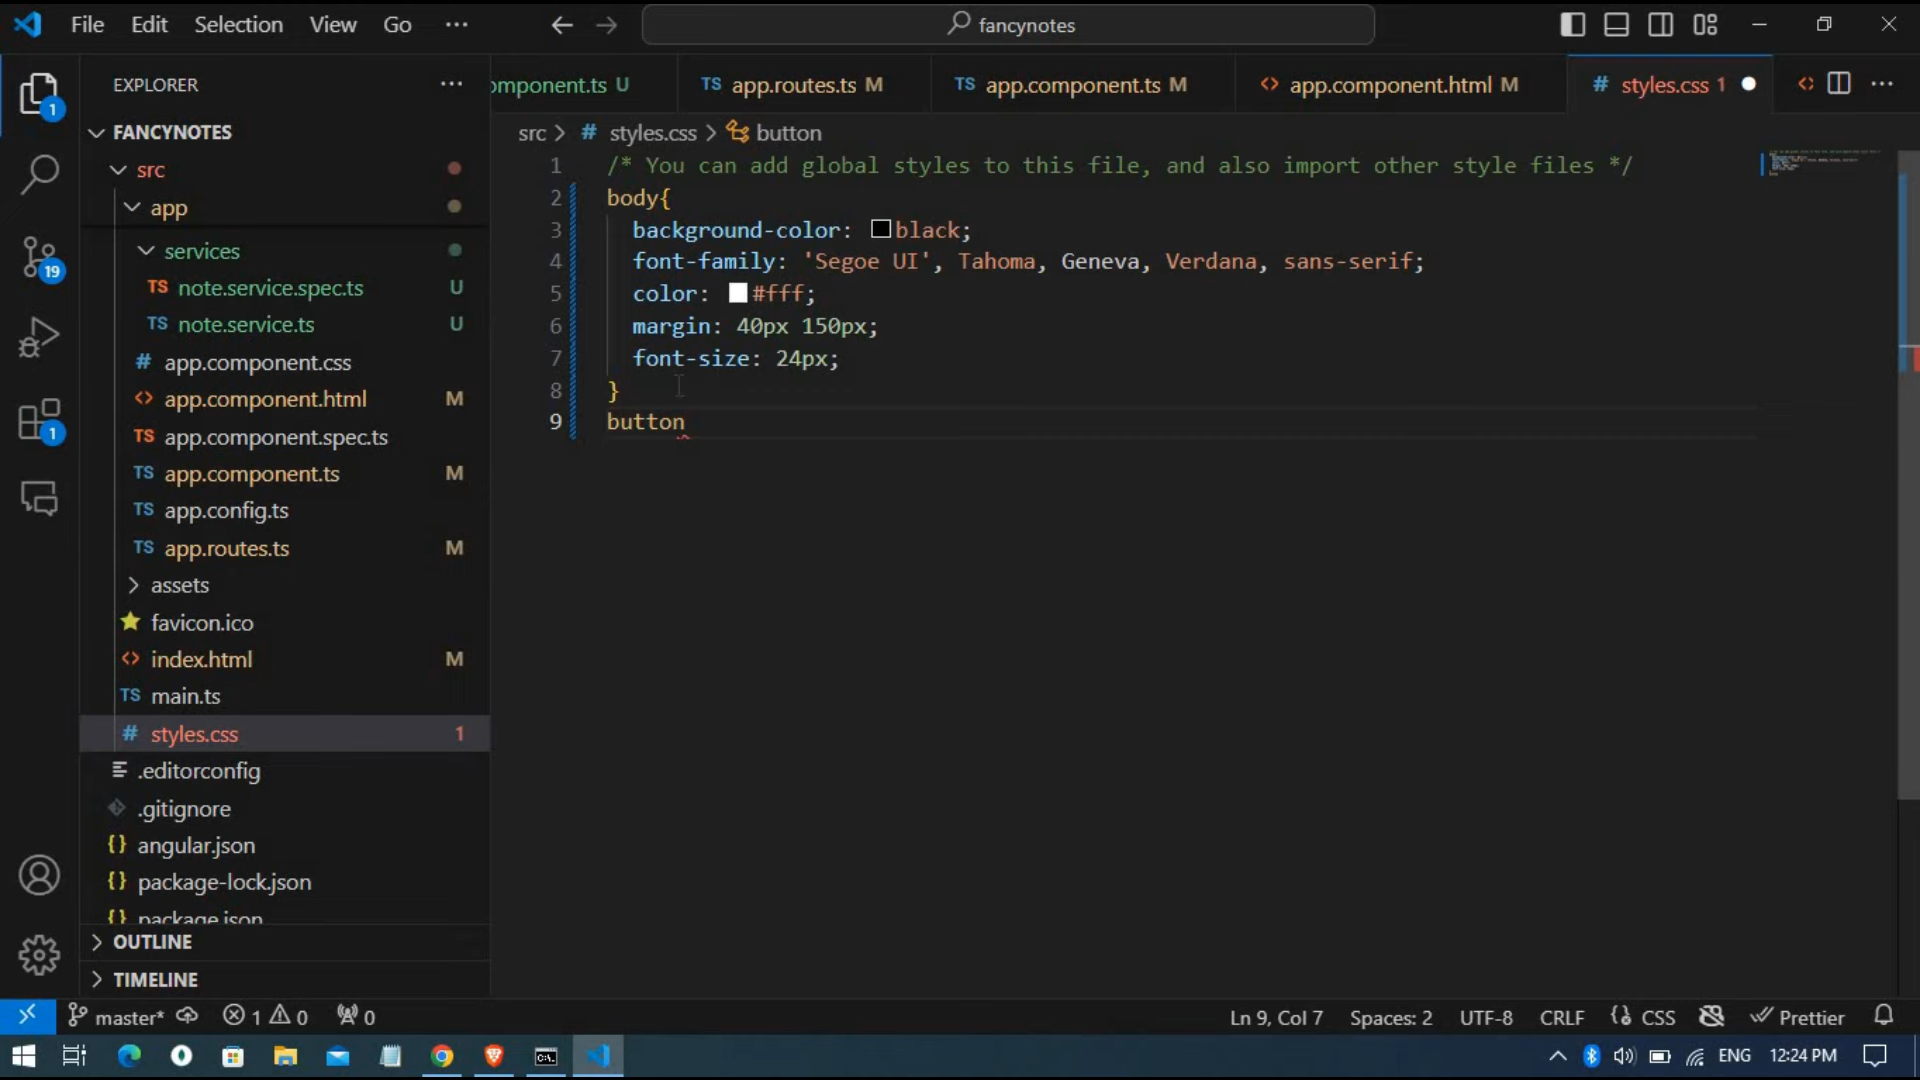 File Edit Selection View Go ··· fancynotes
EXPLORER ···
omponent.ts U TS app.routes.ts M TS app.component.ts M <> app.component.html M # styles.css 1 ···
FANCYNOTES
src > # styles.css > button
src
app
services
TS note.service.spec.ts U
TS note.service.ts U
# app.component.css
<> app.component.html M
TS app.component.spec.ts
TS app.component.ts M
TS app.config.ts
TS app.routes.ts M
assets
favicon.ico
<> index.html M
TS main.ts
# styles.css 1
.editorconfig
.gitignore
{} angular.json
{} package-lock.json
{} package.json
OUTLINE
TIMELINE
1 /* You can add global styles to this file, and also import other style files */
2 body{
3 background-color: black;
4 font-family: 'Segoe UI', Tahoma, Geneva, Verdana, sans-serif;
5 color: #fff;
6 margin: 40px 150px;
7 font-size: 24px;
8 }
9 button
1
19
1
master* 1 0 0 Ln 9, Col 7 Spaces: 2 UTF-8 CRLF CSS Prettier
ENG 12:24 PM